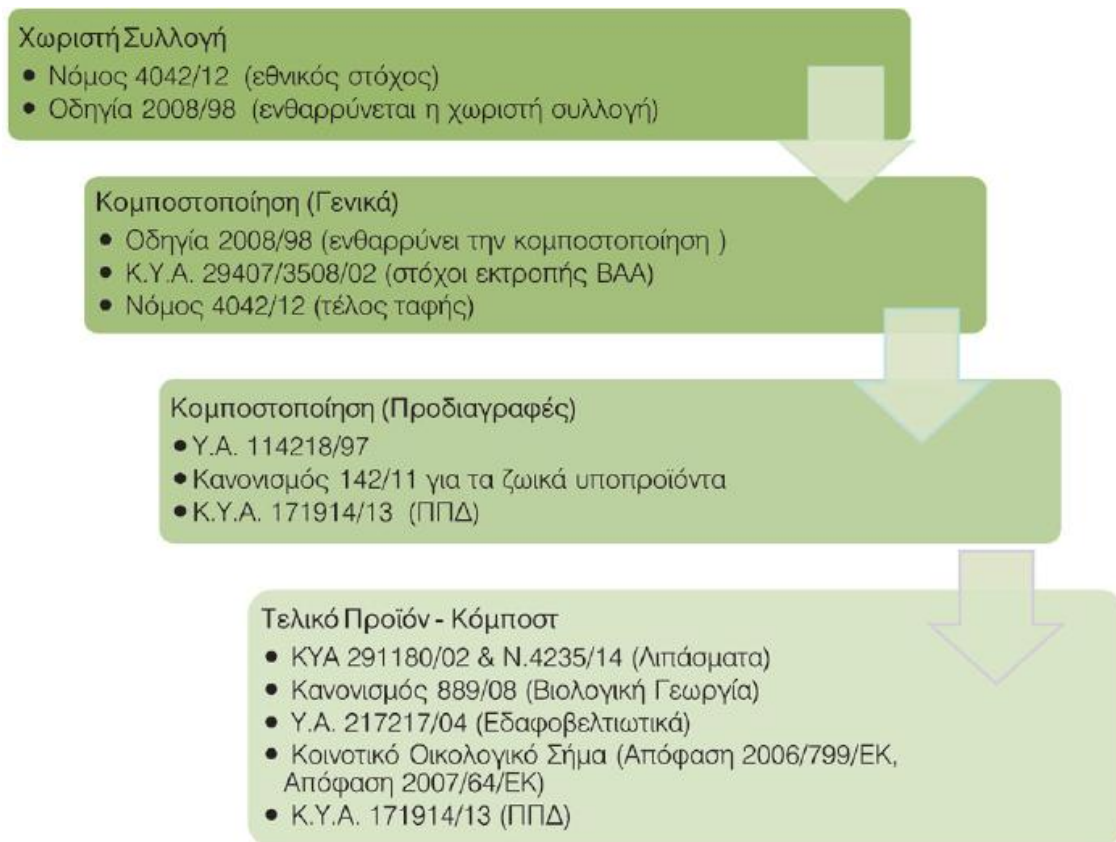 Χωριστή Συλλογή
• Νόμος 4042/12 (εθνικός στόχος)
• Οδηγία 2008/98 (ενθαρρύνεται η χωριστή συλλογή)
Κομποστοποίηση (Γενικά)
• Οδηγία 2008/98 (ενθαρρύνει την κομποστοποίηση )
• Κ.Υ.Α. 29407/3508/02 (στόχοι εκτροπής ΒΑΑ)
• Νόμος 4042/12 (τέλος ταφής)
Κομποστοποίηση (Προδιαγραφές)
• Υ.Α. 114218/97
• Κανονισμός 142/11 για τα ζωικά υποπροϊόντα
• Κ.Υ.Α. 171914/13 (ΠΠΔ)
Τελικό Προϊόν - Κόμποστ
• ΚΥΑ 291180/02 & Ν.4235/14 (Λιπάσματα)
• Κανονισμός 889/08 (Βιολογική Γεωργία)
• Υ.Α. 217217/04 (Εδαφοβελτιωτικά)
• Κοινοτικό Οικολογικό Σήμα (Απόφαση 2006/799/ΕΚ,
Απόφαση 2007/64/ΕΚ)
• Κ.Υ.Α. 171914/13 (ΠΠΔ)